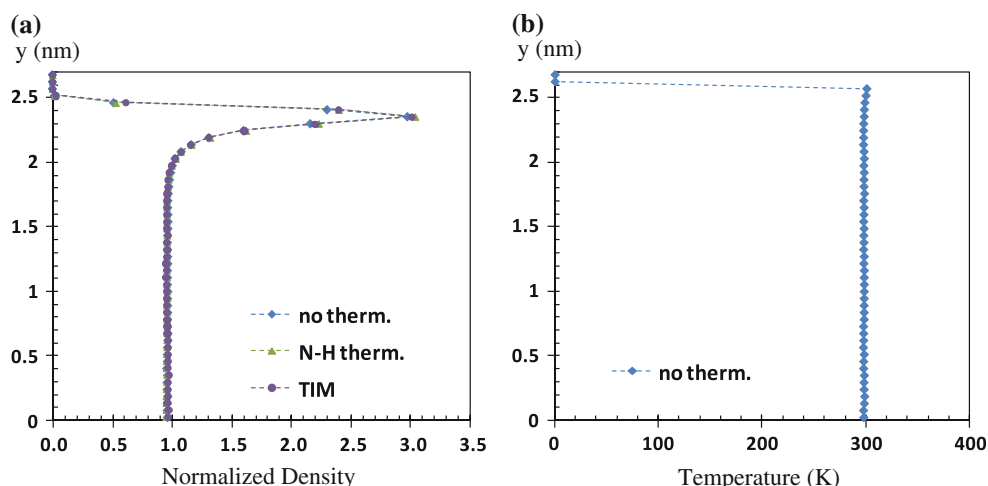 (a)
y (nm)
2.5
2
1.5
1
0.5
0
0.0 0.5 1.0 1.5 2.0 2.5 3.0 3.5
Normalized Density
no therm.
N-H therm.
TIM
(b)
y (nm)
2.5
2
1.5
1
0.5
0
0 100 200 300 400
Temperature (K)
no therm.